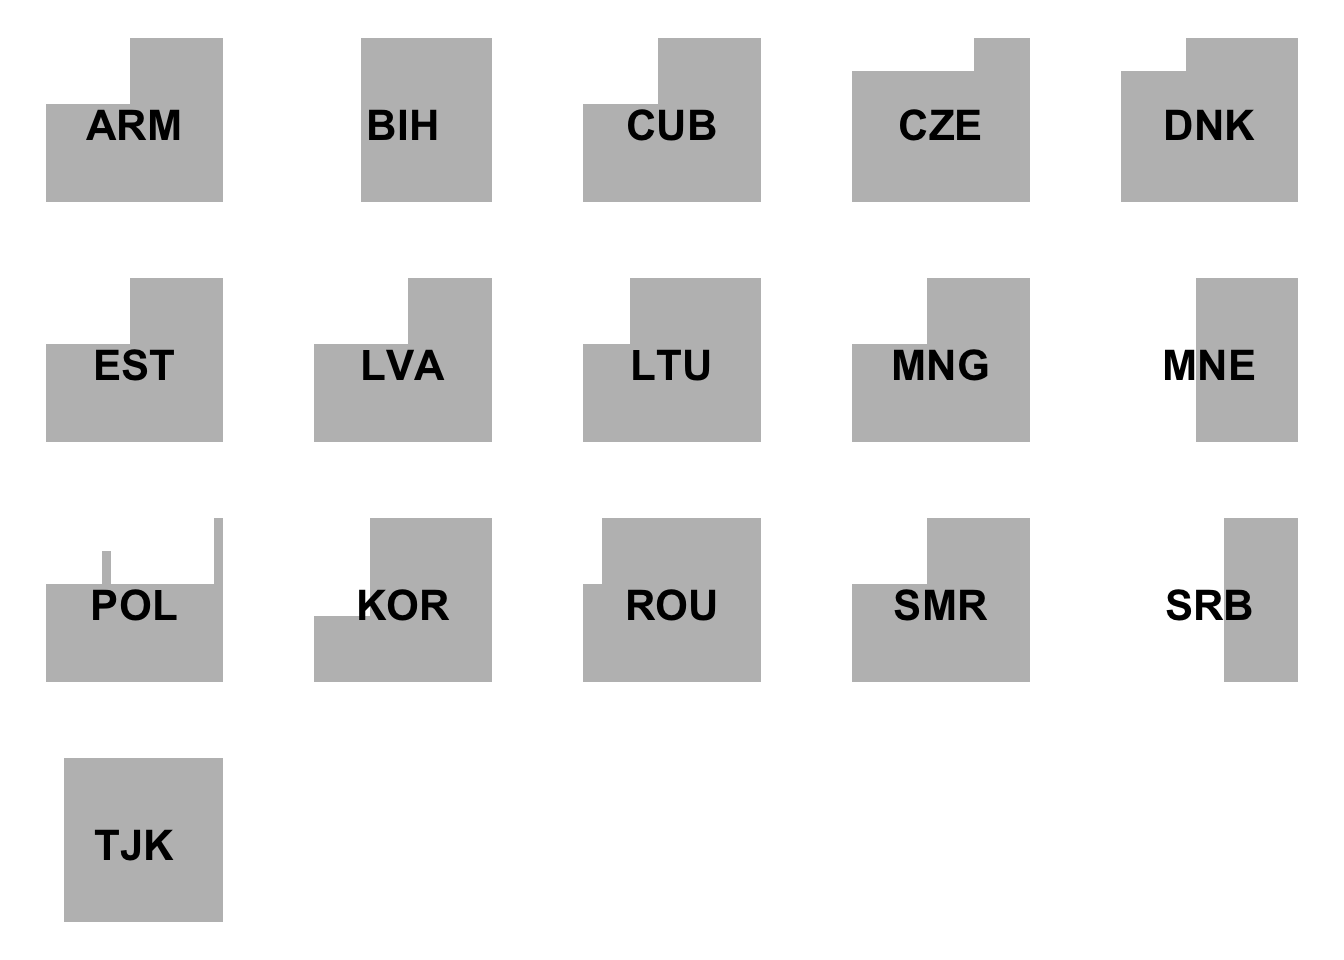 ARM BIH CUB CZE DNK
EST LVA LTU MNG MNE
POL KOR ROU SMR SRB
TJK